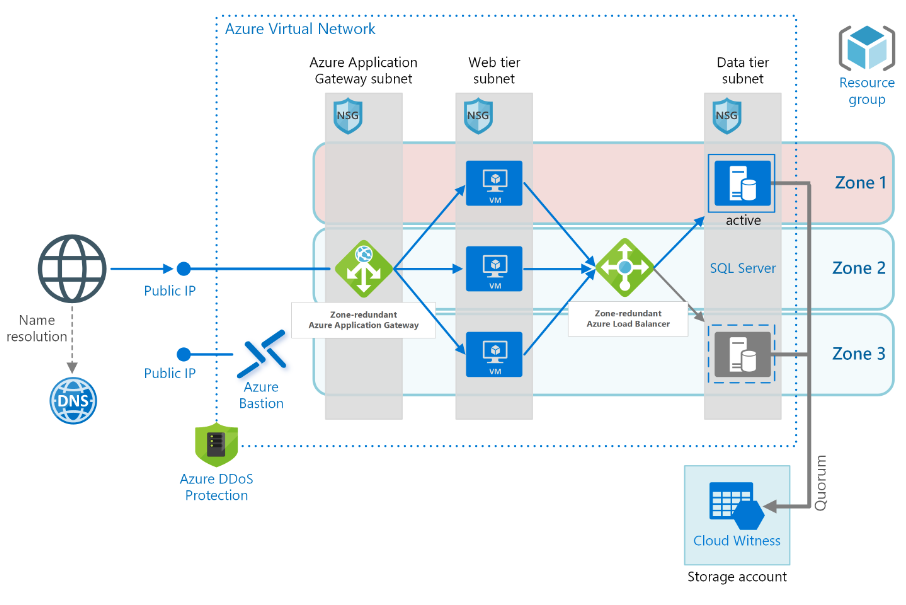 Azure Virtual Network
Resource
group
Azure Application
Gateway subnet
Web tier
subnet
Data tier
subnet
NSG
NSG
NSG
VM
active
Zone 1
Public IP
VM
SQL Server
Zone 2
Zone-redundant
Azure Application Gateway
Zone-redundant
Azure Load Balancer
Name
resolution
DNS
Public IP
Azure
Bastion
VM
Zone 3
Azure DDoS
Protection
Quorum
Cloud Witness
Storage account